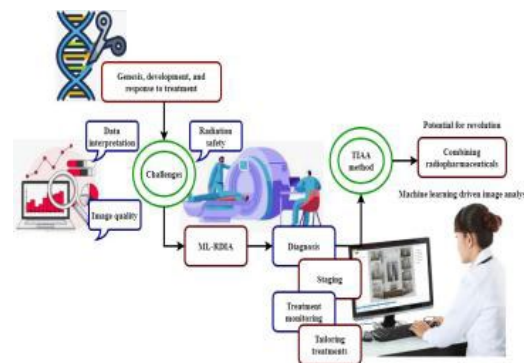 Genesis, development, and
response to treatment
Data
interpretation
Radiation
safety
Challenges
Image quality
TIAA
method
Potential for revolution
Combining
radiopharmaceuticals
Machine learning driven image analys
ML-RDIA
Diagnosis
Staging
Treatment
monitoring
Tailoring
treatments